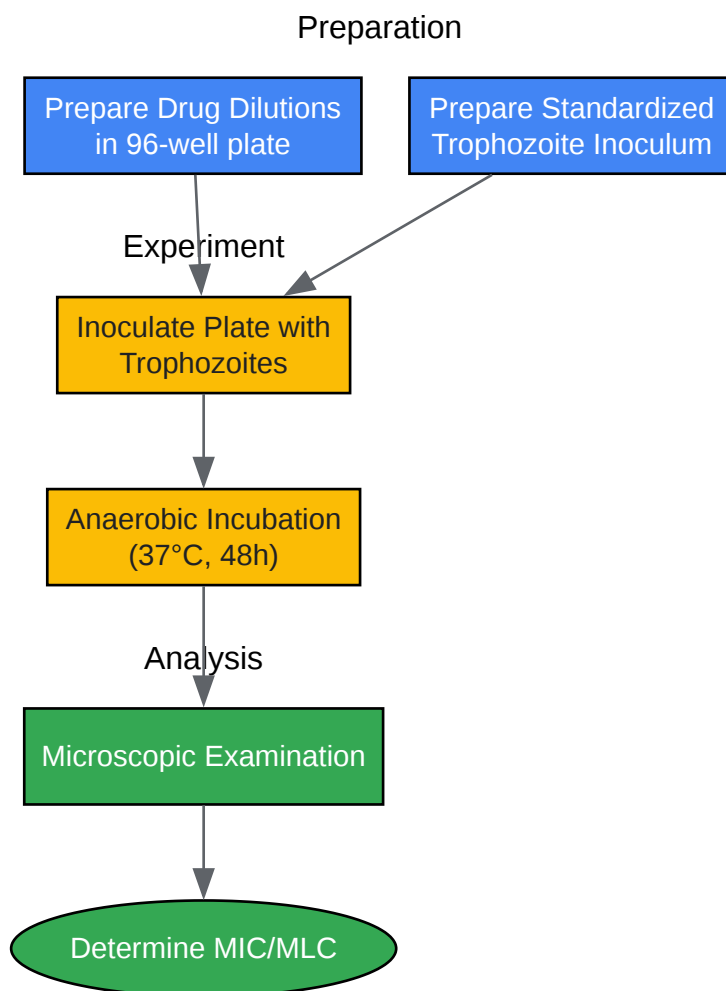 Preparation
Prepare Drug Dilutions
in 96-well plate
Prepare Standardized
Trophozoite Inoculum
Experiment
Inoculate Plate with
Trophozoites
Anaerobic Incubation
(37°C, 48h)
Analysis
Microscopic Examination
Determine MIC/MLC